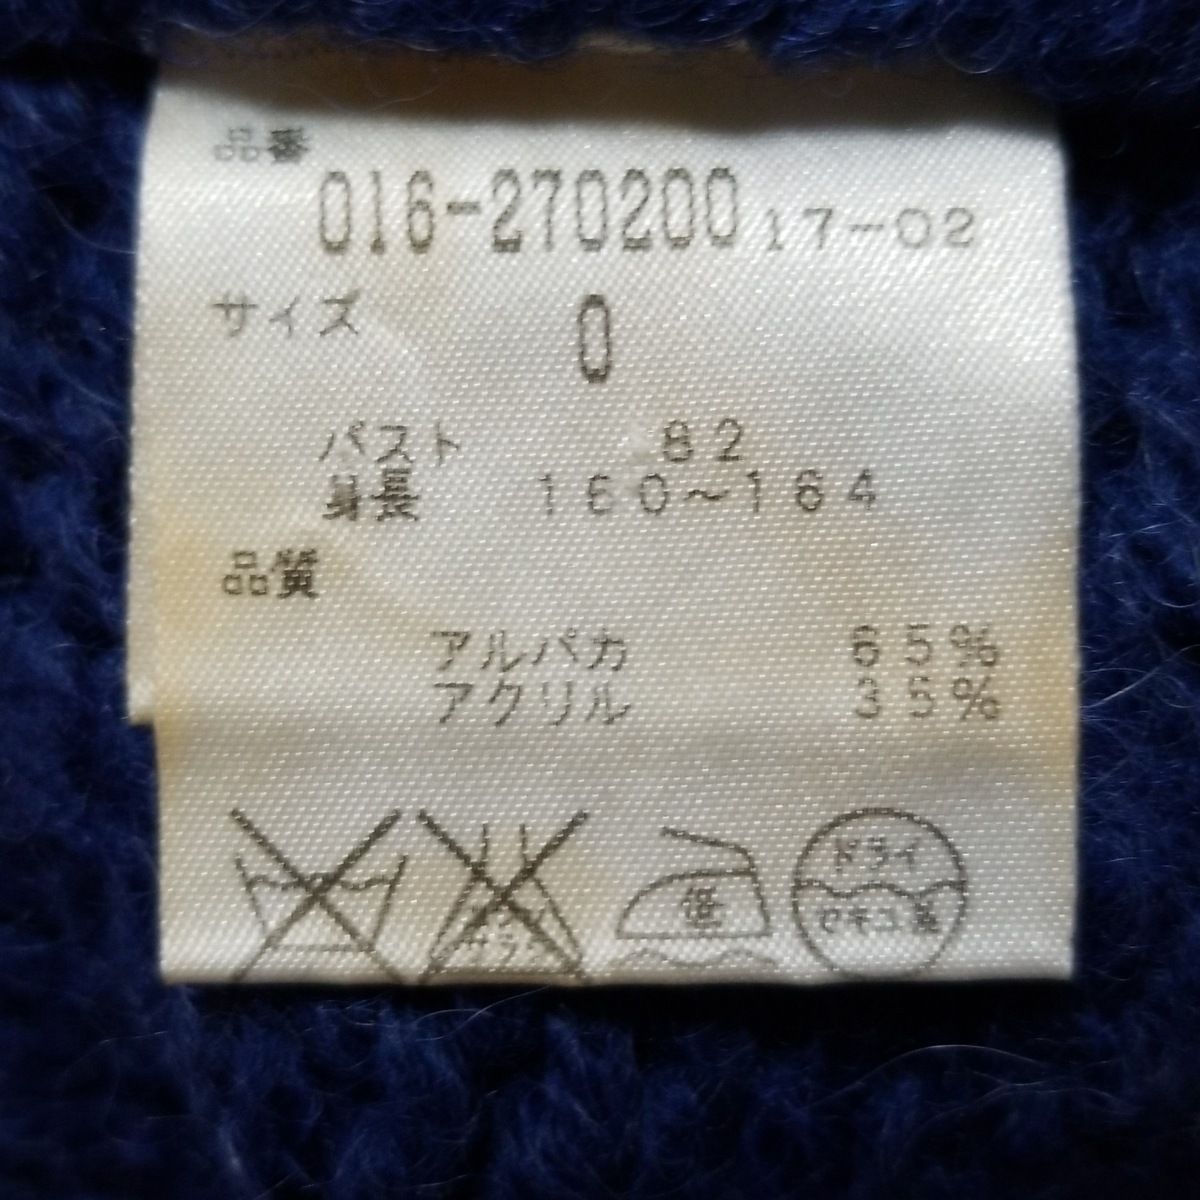 品番
016-270200 17-02
サイズ 0
バスト 82
身長 160~164
品質
アルパカ 65%
アクリル 35%
低
ドライ
セキユ系